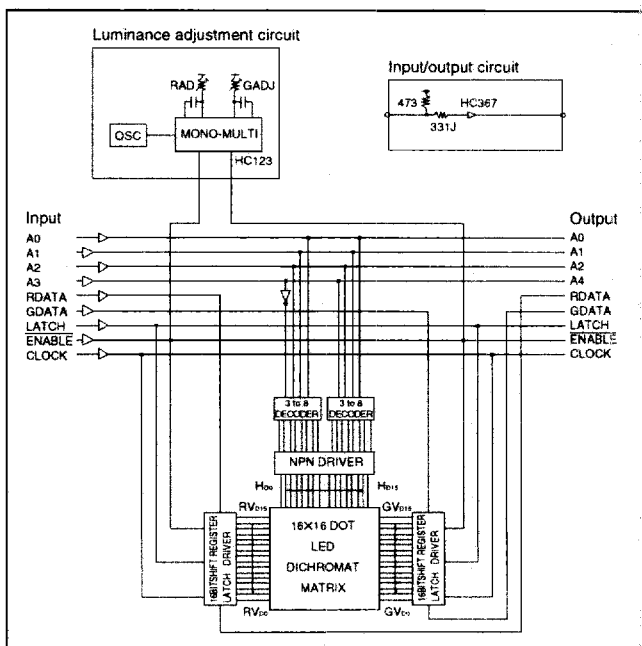 Luminance adjustment circuit
RAD
GADJ
OSC
MONO-MULTI
HC123
Input/output circuit
473
HC367
331J
Input
Output
A0
A1
A2
A3
RDATA
GDATA
LATCH
ENABLE
CLOCK
A0
A1
A2
A4
RDATA
GDATA
LATCH
ENABLE
CLOCK
3 to 8
DECODER
3 to 8
DECODER
NPN DRIVER
HD0
HD15
RVD15
GVD15
16BITSHIFT REGISTER
LATCH DRIVER
16X16 DOT
LED
DICHROMAT
MATRIX
16BITSHIFT REGISTER
LATCH DRIVER
RVD0
GVD0